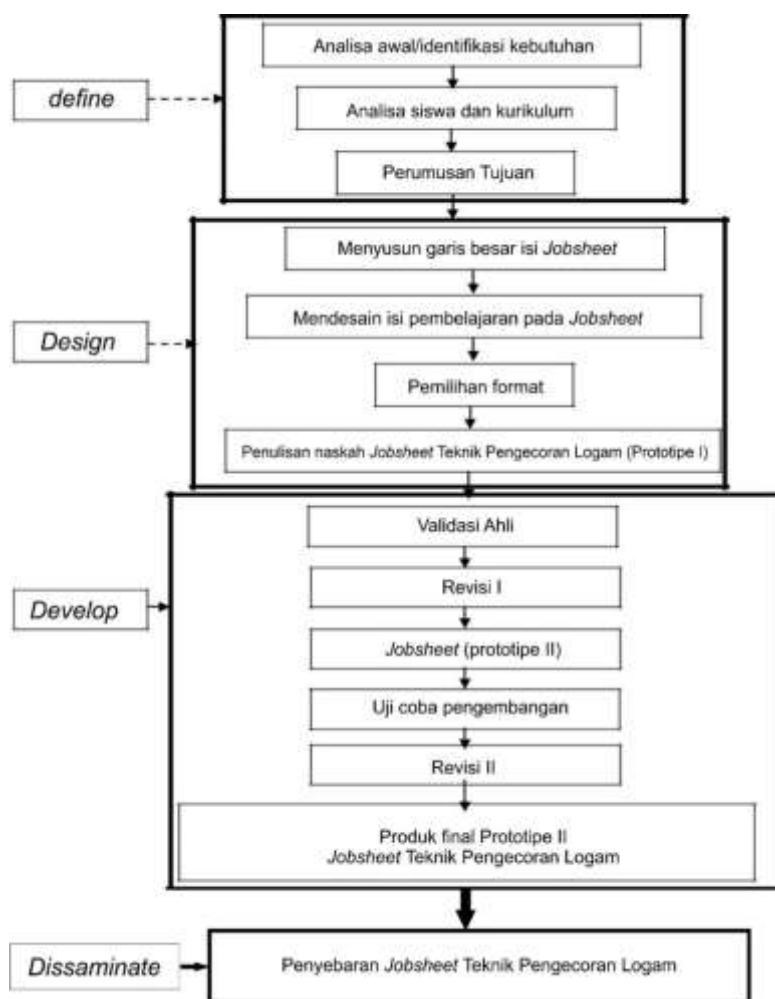 Analisa awal/identifikasi kebutuhan
define
Analisa siswa dan kurikulum
Perumusan Tujuan
Menyusun garis besar isi Jobsheet
Mendesain isi pembelajaran pada Jobsheet
Design
Pemilihan format
Penulisan naskah Jobsheet Teknik Pengecoran Logam (Prototipe I)
Validasi Ahli
Revisi I
Develop
Jobsheet (prototipe II)
Uji coba pengembangan
Revisi II
Produk final Prototipe II
Jobsheet Teknik Pengecoran Logam
Dissaminate
Penyebaran Jobsheet Teknik Pengecoran Logam